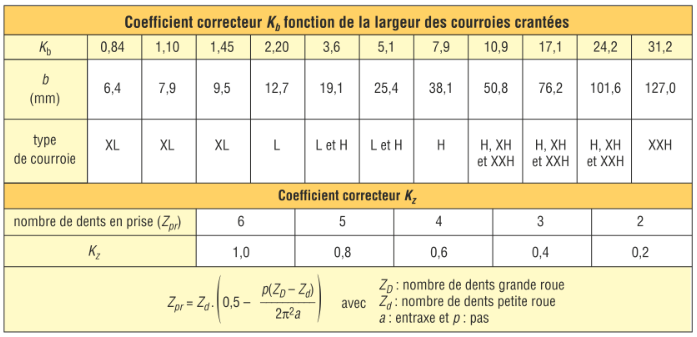 Coefficient correcteur Kb fonction de la largeur des courroies crantées
Kb 0,84 1,10 1,45 2,20 3,6 5,1 7,9 10,9 17,1 24,2 31,2
b
(mm) 6,4 7,9 9,5 12,7 19,1 25,4 38,1 50,8 76,2 101,6 127,0
type
de courroie XL XL XL L L et H L et H H H, XH
et XXH H, XH
et XXH H, XH
et XXH XXH
Coefficient correcteur Kz
nombre de dents en prise (Zpr) 6 5 4 3 2
Kz 1,0 0,8 0,6 0,4 0,2
Zpr = Zd.(0,5 – p(ZD – Zd) / 2π²a) avec
ZD : nombre de dents grande roue
Zd : nombre de dents petite roue
a : entraxe et p : pas